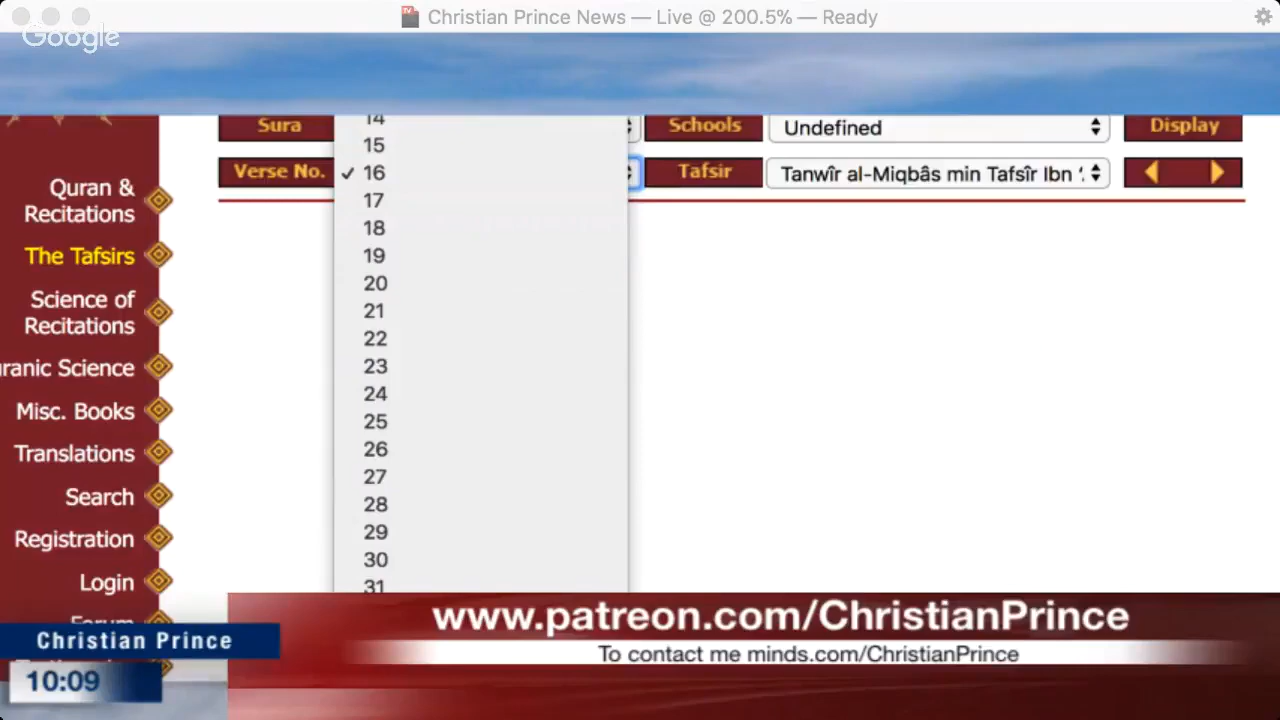 Christian Prince News — Live @ 200.5% — Ready
Google
Sura
Schools
Undefined
Display
Verse No.
Tafsir
Tanwîr al-Miqbâs min Tafsîr Ibn ‘
14
15
✓ 16
17
18
19
20
21
22
23
24
25
26
27
28
29
30
31
Quran &
Recitations
The Tafsirs
Science of
Recitations
uranic Science
Misc. Books
Translations
Search
Registration
Login
Forum
www.patreon.com/ChristianPrince
To contact me minds.com/ChristianPrince
Christian Prince
10:09